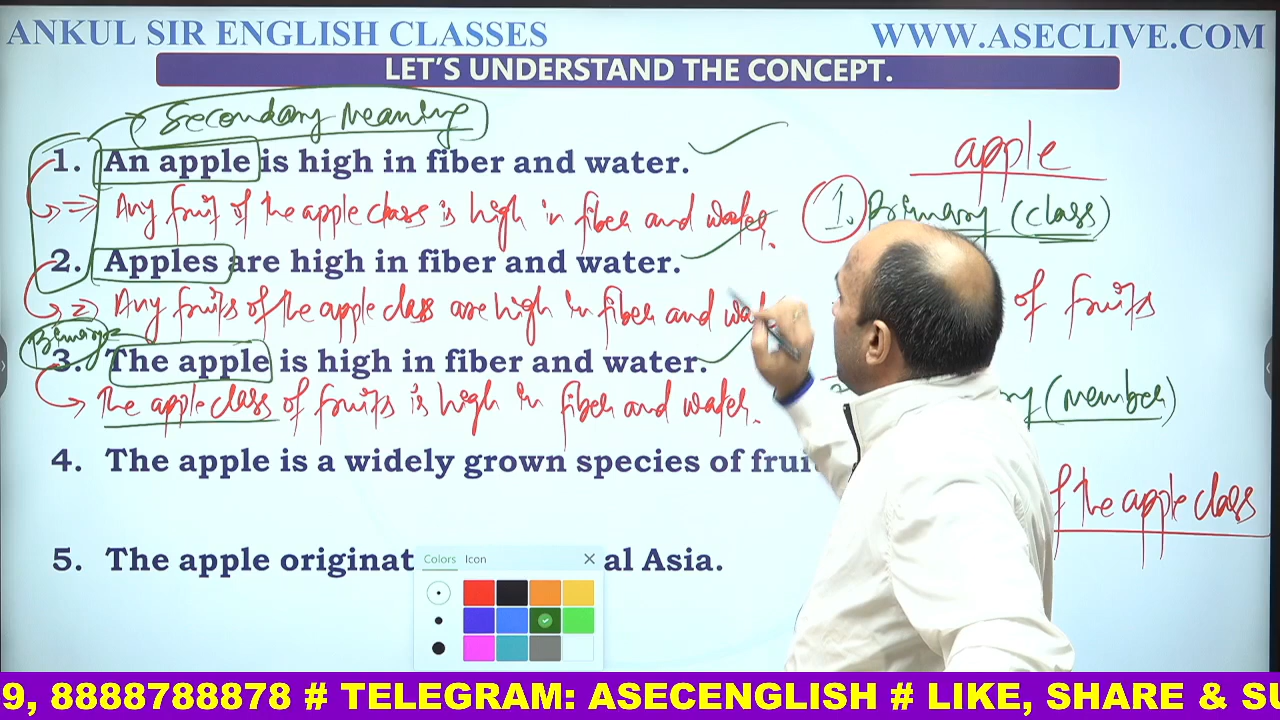 ANKUL SIR ENGLISH CLASSES
WWW.ASECLIVE.COM
LET'S UNDERSTAND THE CONCEPT.
Secondary Meaning
1. An apple is high in fiber and water.
⇒ Any fruit of the apple class is high in fiber and water.
2. Apples are high in fiber and water.
⇒ Any fruits of the apple class are high in fiber and
Primary
3. The apple is high in fiber and water.
The apple class of fruits is high in fiber and water.
4. The apple is a widely grown species of
5. The apple
al Asia.
apple
1. Primary (class)
of fruits
(member)
the apple class
Colors Icon
9, 8888788878 # TELEGRAM: ASECENGLISH # LIKE, SHARE & SU